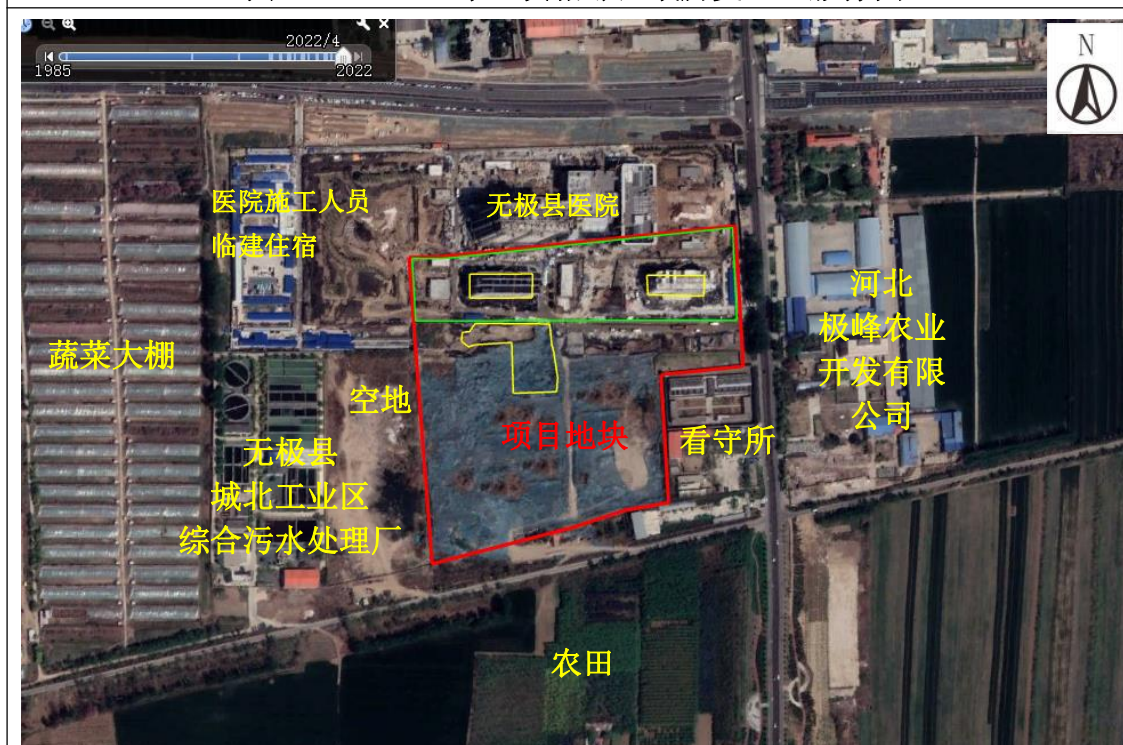 2022/4
1985
2022
N
医院施工人员
临建住宿
无极县医院
河北
极峰农业
开发有限
公司
蔬菜大棚
空地
项目地块
看守所
无极县
城北工业区
综合污水处理厂
农田